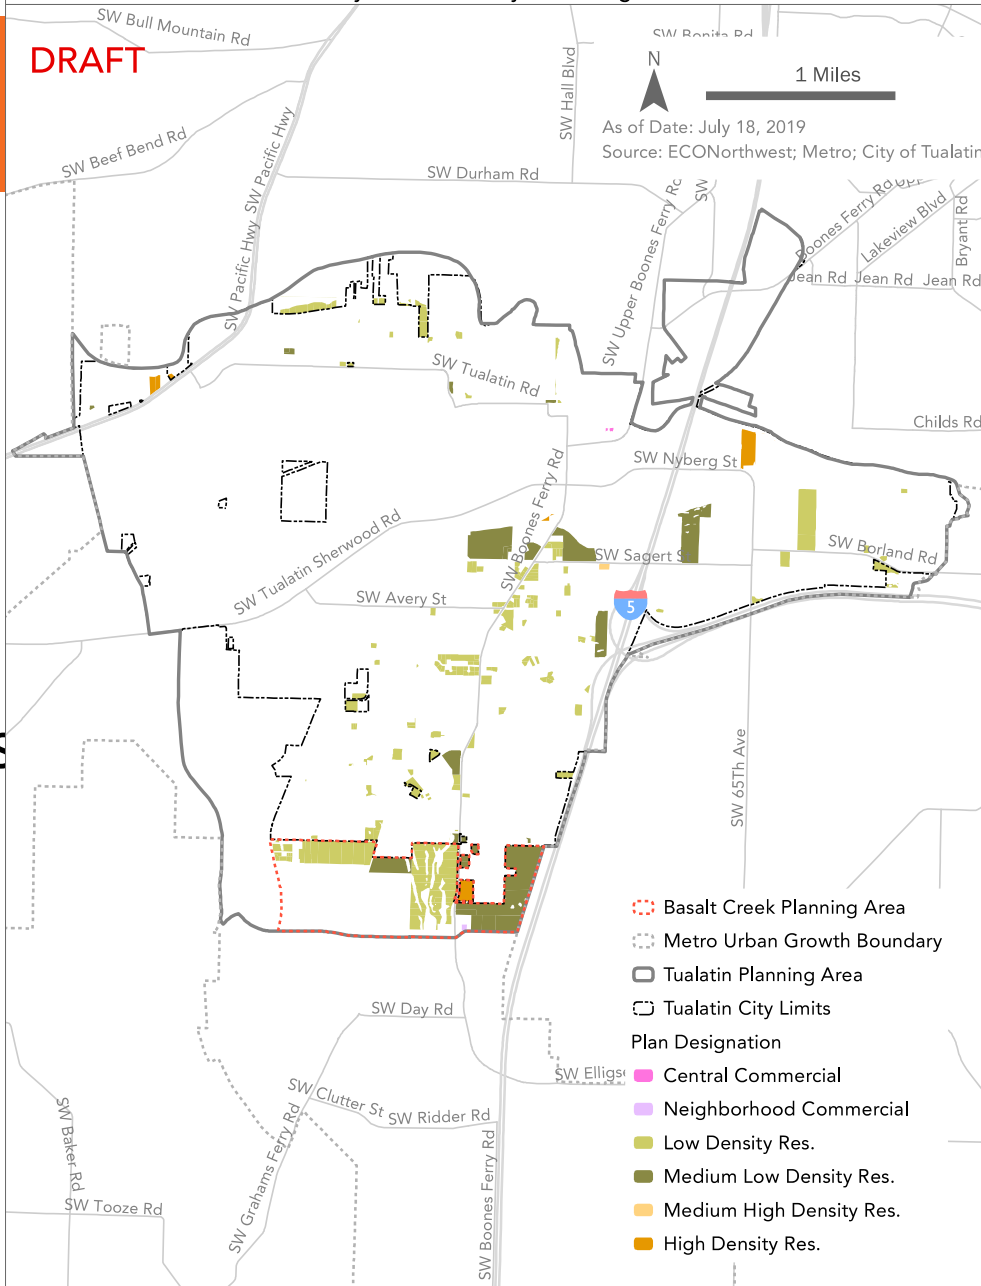 SW Bull Mountain Rd
DRAFT
SW Bonita Rd
N
1 Miles
As of Date: July 18, 2019
Source: ECONorthwest; Metro; City of Tualatin
SW Hall Blvd
SW Beef Bend Rd
SW Pacific Hwy
SW Pacific Hwy
SW Durham Rd
SW
SW Upper Boones Ferry Rd
Boones Ferry Rd
Lakeview Blvd
Bryant Rd
Jean Rd
Jean Rd
Jean Rd
SW Tualatin Rd
Childs Rd
SW Nyberg St
SW Boones Ferry Rd
SW Tualatin Sherwood Rd
SW Sagert S
SW Borland Rd
SW Avery St
5
SW 65Th Ave
Basalt Creek Planning Area
Metro Urban Growth Boundary
Tualatin Planning Area
Tualatin City Limits
Plan Designation
Central Commercial
Neighborhood Commercial
Low Density Res.
Medium Low Density Res.
Medium High Density Res.
High Density Res.
SW Day Rd
SW Elligs
SW Clutter St
SW Ridder Rd
SW Baker Rd
SW Grahams Ferry Rd
SW Boones Ferry Rd
SW Tooze Rd